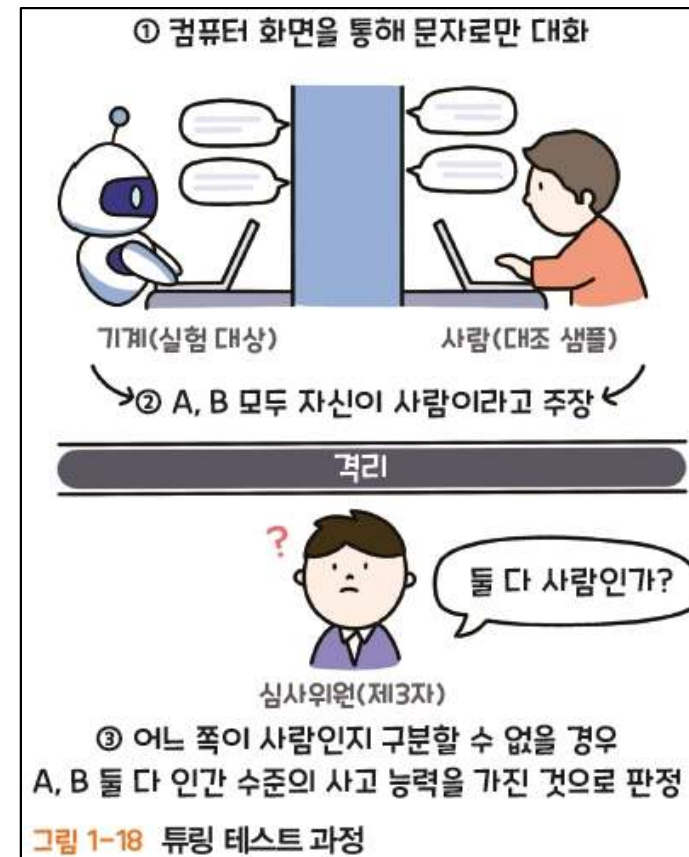 ① 컴퓨터 화면을 통해 문자로만 대화
기계(실험 대상)
사람(대조 샘플)
② A, B 모두 자신이 사람이라고 주장
격리
?
둘 다 사람인가?
심사위원(제3자)
③ 어느 쪽이 사람인지 구분할 수 없을 경우
A, B 둘 다 인간 수준의 사고 능력을 가진 것으로 판정
그림 1-18 튜링 테스트 과정